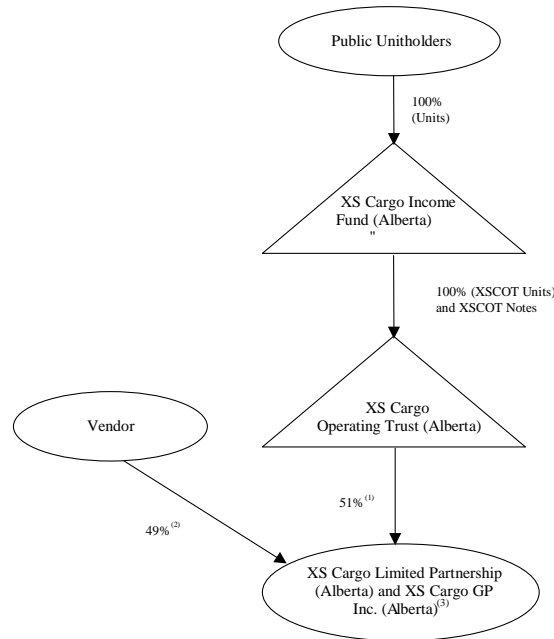 Public Unitholders
100%
(Units)
XS Cargo Income
Fund (Alberta)
"
100% (XSCOT Units)
and XSCOT Notes
XS Cargo
Operating Trust (Alberta)
Vendor
51% (1)
49% (2)
XS Cargo Limited Partnership
(Alberta) and XS Cargo GP
Inc. (Alberta)(3)